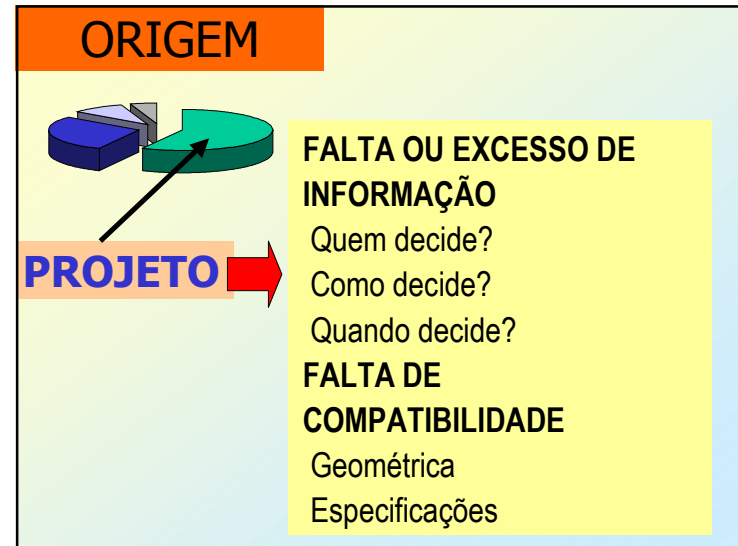 ORIGEM
FALTA OU EXCESSO DE
INFORMAÇÃO
Quem decide?
PROJETO
Como decide?
Quando decide?
FALTA DE
COMPATIBILIDADE
Geométrica
Especificações